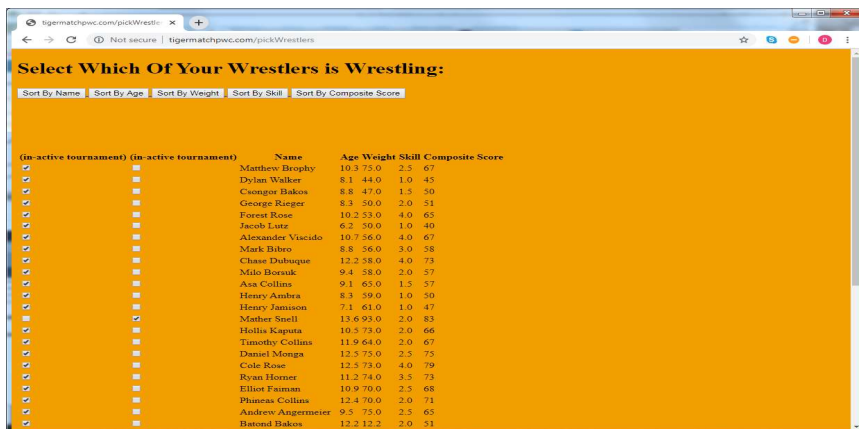 tigermatchpwc.com/pickWrestle
Not secure | tigermatchpwc.com/pickWrestlers
Select Which Of Your Wrestlers is Wrestling:
Sort By Name Sort By Age Sort By Weight Sort By Skill Sort By Composite Score
(in-active tournament) (in-active tournament) Name Age Weight Skill Composite Score
Matthew Brophy 10.3 75.0 2.5 67
Dylan Walker 8.1 44.0 1.0 45
Csongor Bakos 8.8 47.0 1.5 50
George Rieger 8.3 50.0 2.0 51
Forest Rose 10.2 53.0 4.0 65
Jacob Lutz 6.2 50.0 1.0 40
Alexander Viscido 10.7 56.0 4.0 67
Mark Bibro 8.8 56.0 3.0 58
Chase Dubuque 12.2 58.0 4.0 73
Milo Borsuk 9.4 58.0 2.0 57
Asa Collins 9.1 65.0 1.5 57
Henry Ambra 8.3 59.0 1.0 50
Henry Jamison 7.1 61.0 1.0 47
Mather Snell 13.6 93.0 2.0 83
Hollis Kaputa 10.5 73.0 2.0 66
Timothy Collins 11.9 64.0 2.0 67
Daniel Monga 12.5 75.0 2.5 75
Cole Rose 12.5 73.0 4.0 79
Ryan Horner 11.2 74.0 3.5 73
Elliot Faiman 10.9 70.0 2.5 68
Phineas Collins 12.4 70.0 2.0 71
Andrew Angermeier 9.5 75.0 2.5 65
Batond Bakos 12.2 12.2 2.0 51